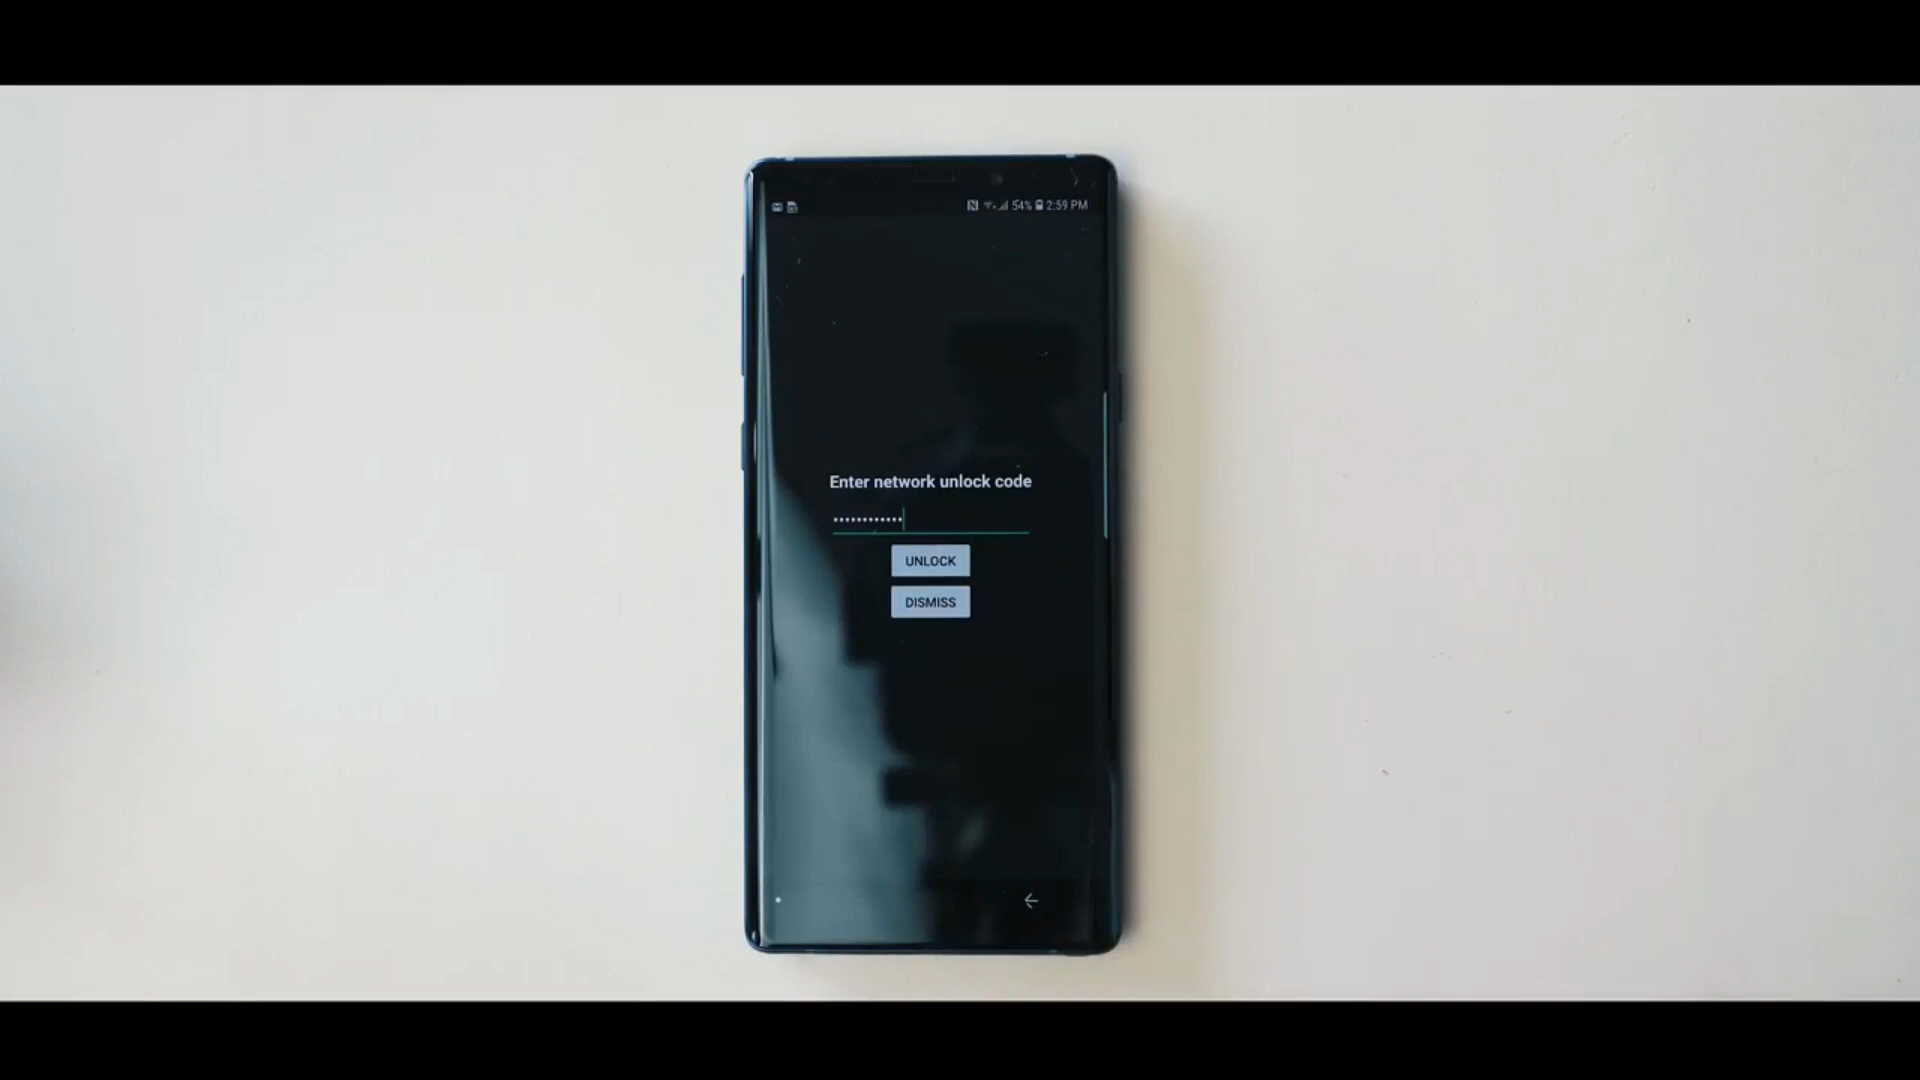 54% 2:59 PM
Enter network unlock code
••••••••••••
UNLOCK
DISMISS